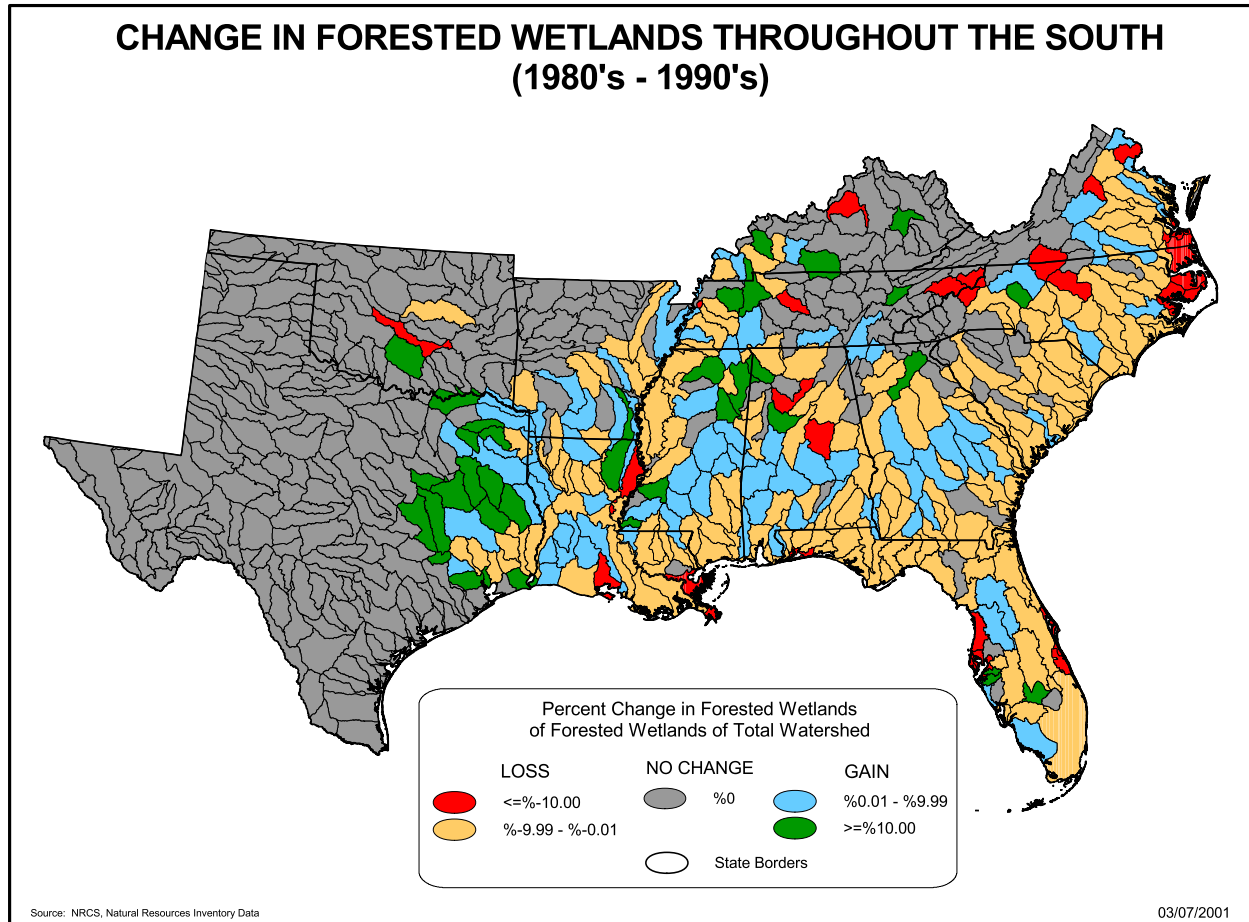 CHANGE IN FORESTED WETLANDS THROUGHOUT THE SOUTH
(1980's - 1990's)
Percent Change in Forested Wetlands
of Forested Wetlands of Total Watershed
LOSS
<=%-10.00
%-9.99 - %-0.01
NO CHANGE
%0
GAIN
%0.01 - %9.99
>=%10.00
State Borders
Source: NRCS, Natural Resources Inventory Data
03/07/2001